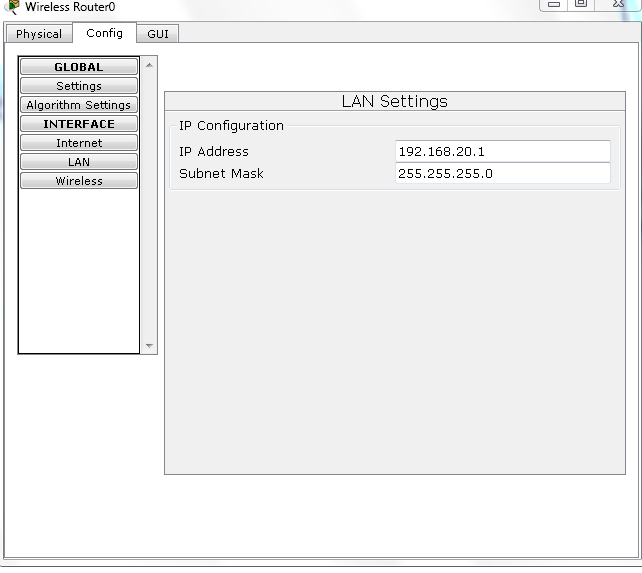 Wireless Router0
Physical Config GUI
GLOBAL
Settings
Algorithm Settings
INTERFACE
Internet
LAN
Wireless
LAN Settings
IP Configuration
IP Address 192.168.20.1
Subnet Mask 255.255.255.0